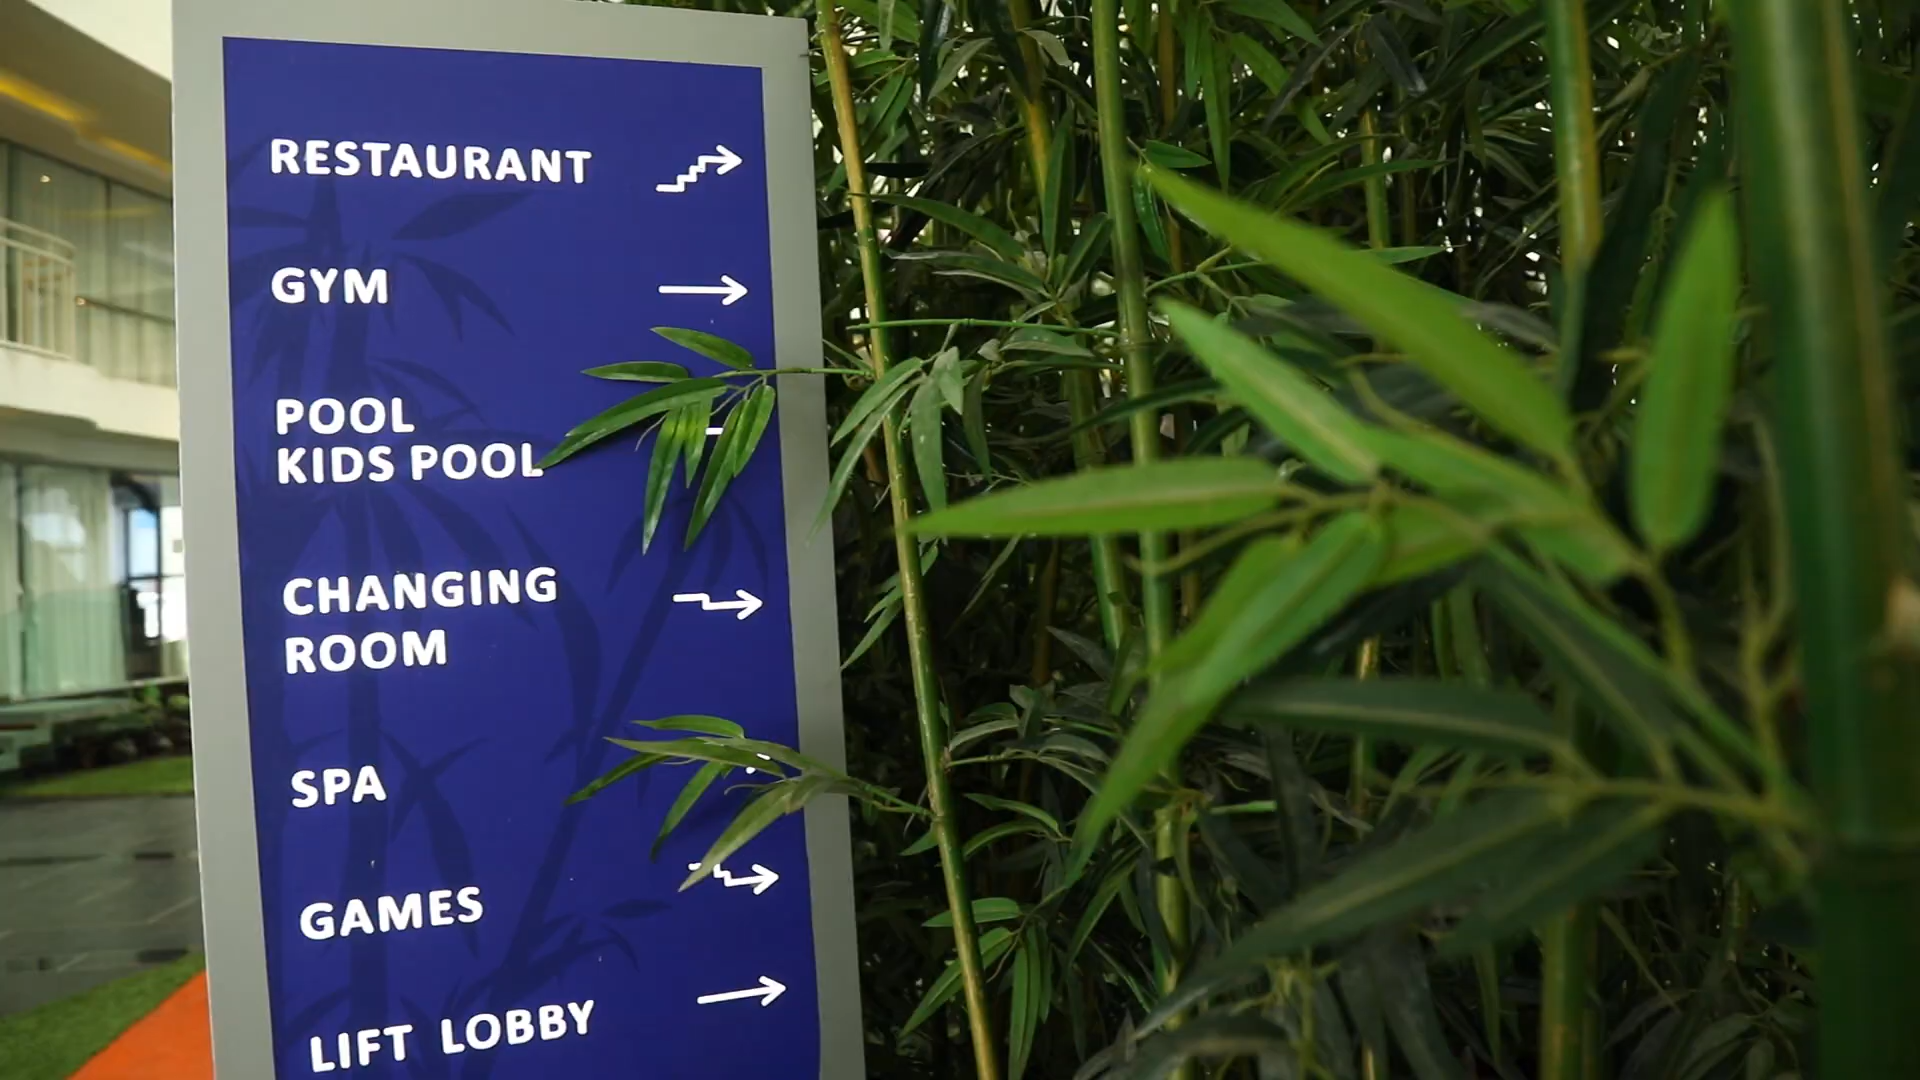 RESTAURANT
GYM
POOL
KIDS POOL
CHANGING
ROOM
SPA
GAMES
LIFT LOBBY